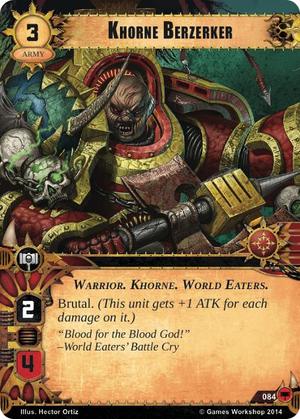 3
KHORNE BERZERKER
ARMY
WARRIOR. KHORNE. WORLD EATERS.
2
Brutal. (This unit gets +1 ATK for each
damage on it.)
4
"Blood for the Blood God!"
–World Eaters' Battle Cry
084
Illus. Hector Ortiz
© Games Workshop 2014